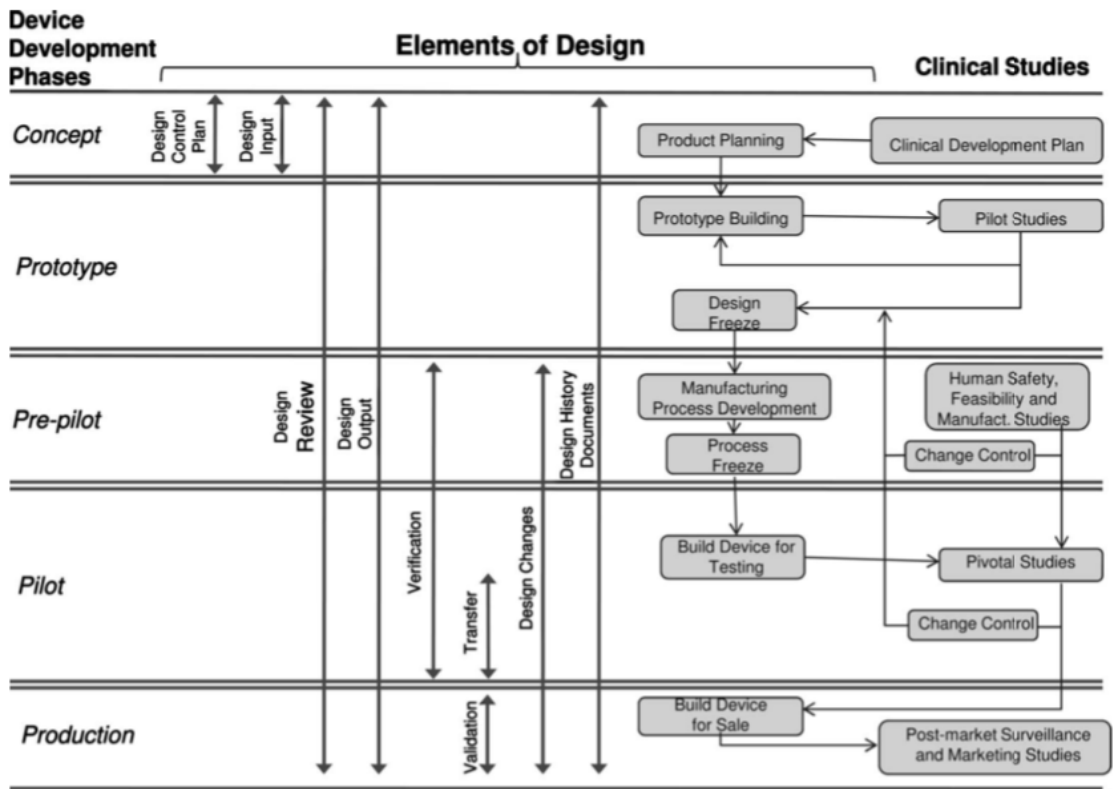 Device
Development
Phases
Elements of Design
Clinical Studies
Concept
Design
Control
Plan
Design
Input
Product Planning
Clinical Development Plan
Prototype
Prototype Building
Pilot Studies
Design
Freeze
Pre-pilot
Design
Review
Design
Output
Design History
Documents
Manufacturing
Process Development
Human Safety,
Feasibility and
Manufact. Studies
Process
Freeze
Change Control
Pilot
Verification
Transfer
Design Changes
Build Device for
Testing
Pivotal Studies
Change Control
Production
Validation
Build Device
for Sale
Post-market Surveillance
and Marketing Studies